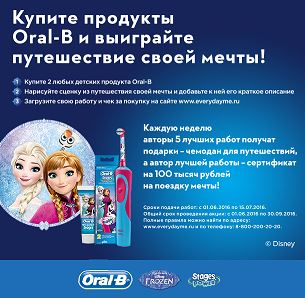 Купите продукты
Oral-B и выиграйте
путешествие своей мечты!
1 Купите 2 любых детских продукта Oral-B
2 Нарисуйте сценку из путешествия своей мечты и добавьте к ней его краткое описание
3 Загрузите свою работу и чек за покупку на сайте www.everydayme.ru
Каждую неделю
авторы 5 лучших работ получат
подарки – чемодан для путешествий,
а автор лучшей работы – сертификат
на 100 тысяч рублей
на поездку мечты!
© Disney
Сроки подачи работ: с 01.06.2016 по 15.07.2016.
Общий срок проведения акции: с 01.06.2016 по 30.09.2016.
Полные правила можно найти по адресу:
www.everydayme.ru и по телефону: 8-800-200-20-20.
Oral-B
Disney
FROZEN
Stages